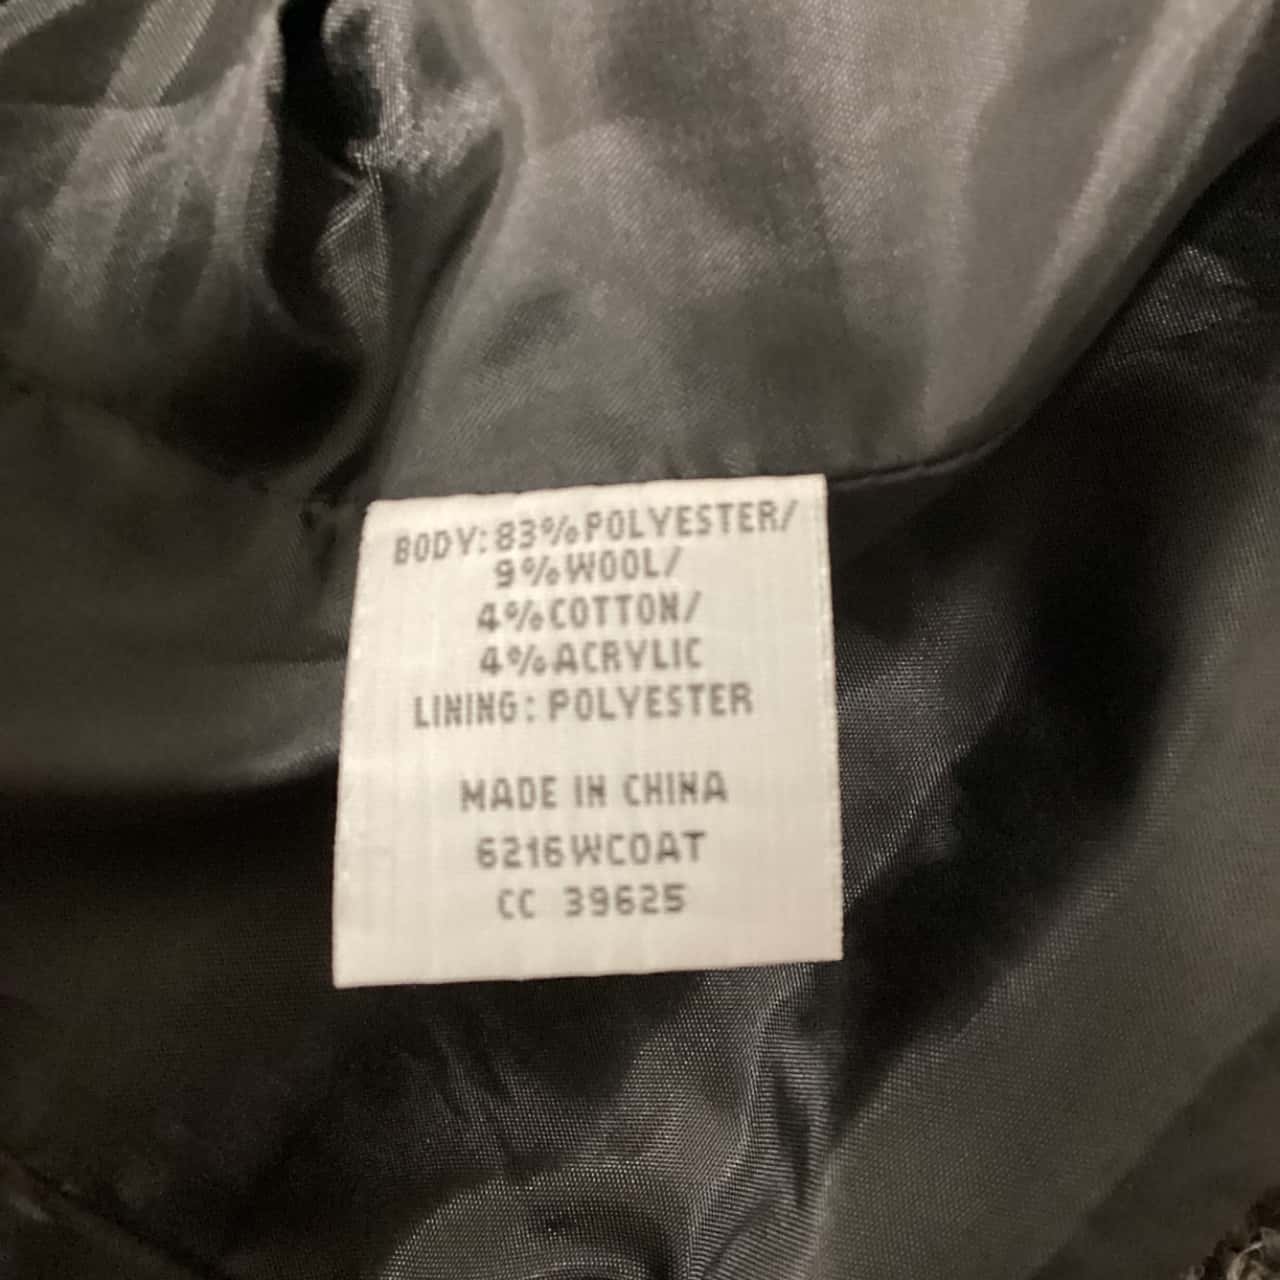 BODY: 83% POLYESTER/
9% WOOL/
4% COTTON/
4% ACRYLIC
LINING: POLYESTER
MADE IN CHINA
6216WCOAT
CC 39625